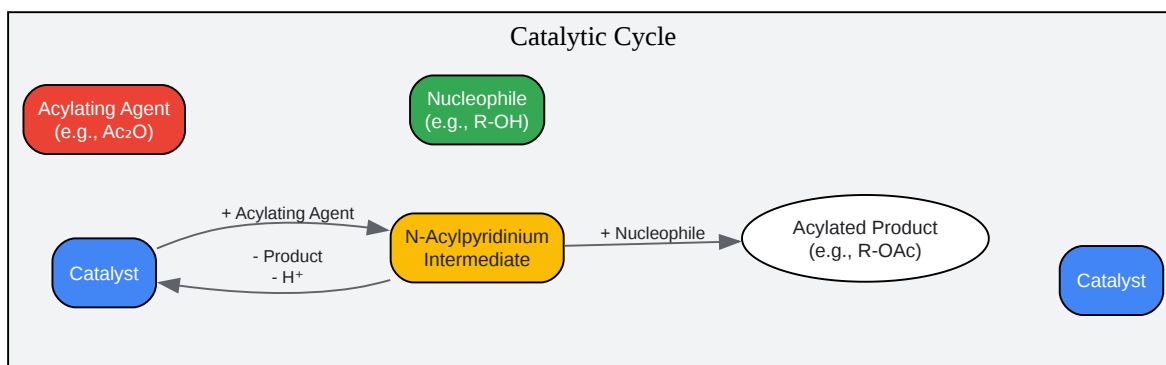 Catalytic Cycle
Acylating Agent
(e.g., Ac₂O)
Nucleophile
(e.g., R-OH)
+ Acylating Agent
- Product
- H⁺
Catalyst
N-Acylpyridinium
Intermediate
+ Nucleophile
Acylated Product
(e.g., R-OAc)
Catalyst